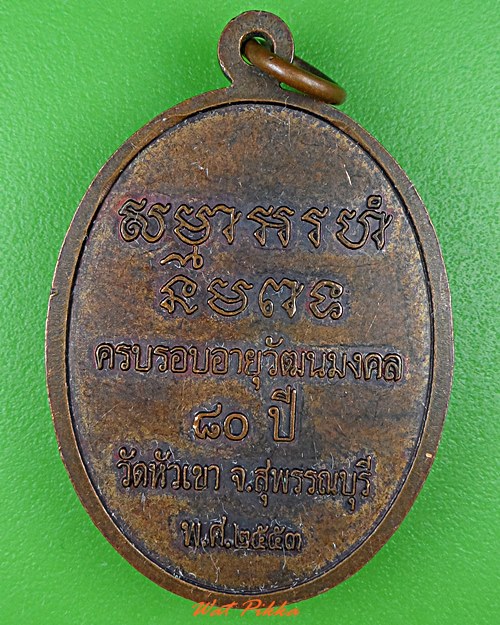 ครบรอบอายุวัฒนมงคล
๘๐ ปี
วัดหัวเขา จ.สุพรรณบุรี
พ.ศ.๒๕๕๓
Wat Pikka